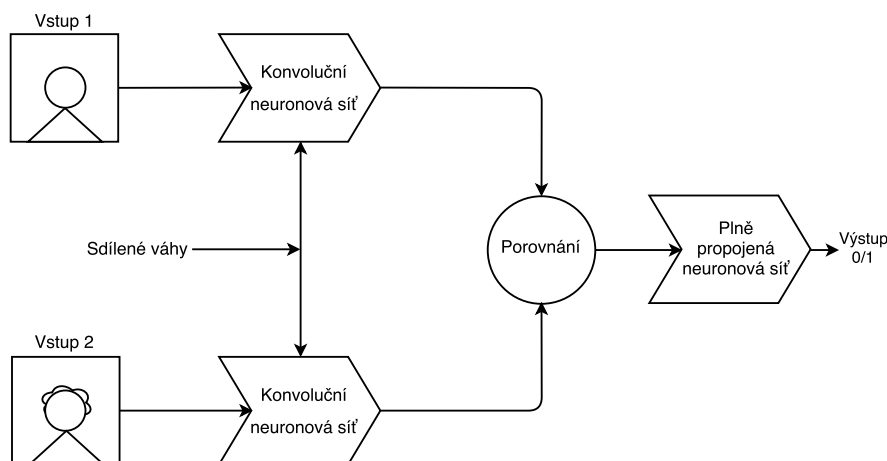 Vstup 1
Konvoluční
neuronová síť
Sdílené váhy
Porovnání
Plně
propojená
neuronová síť
Výstup
0/1
Vstup 2
Konvoluční
neuronová síť